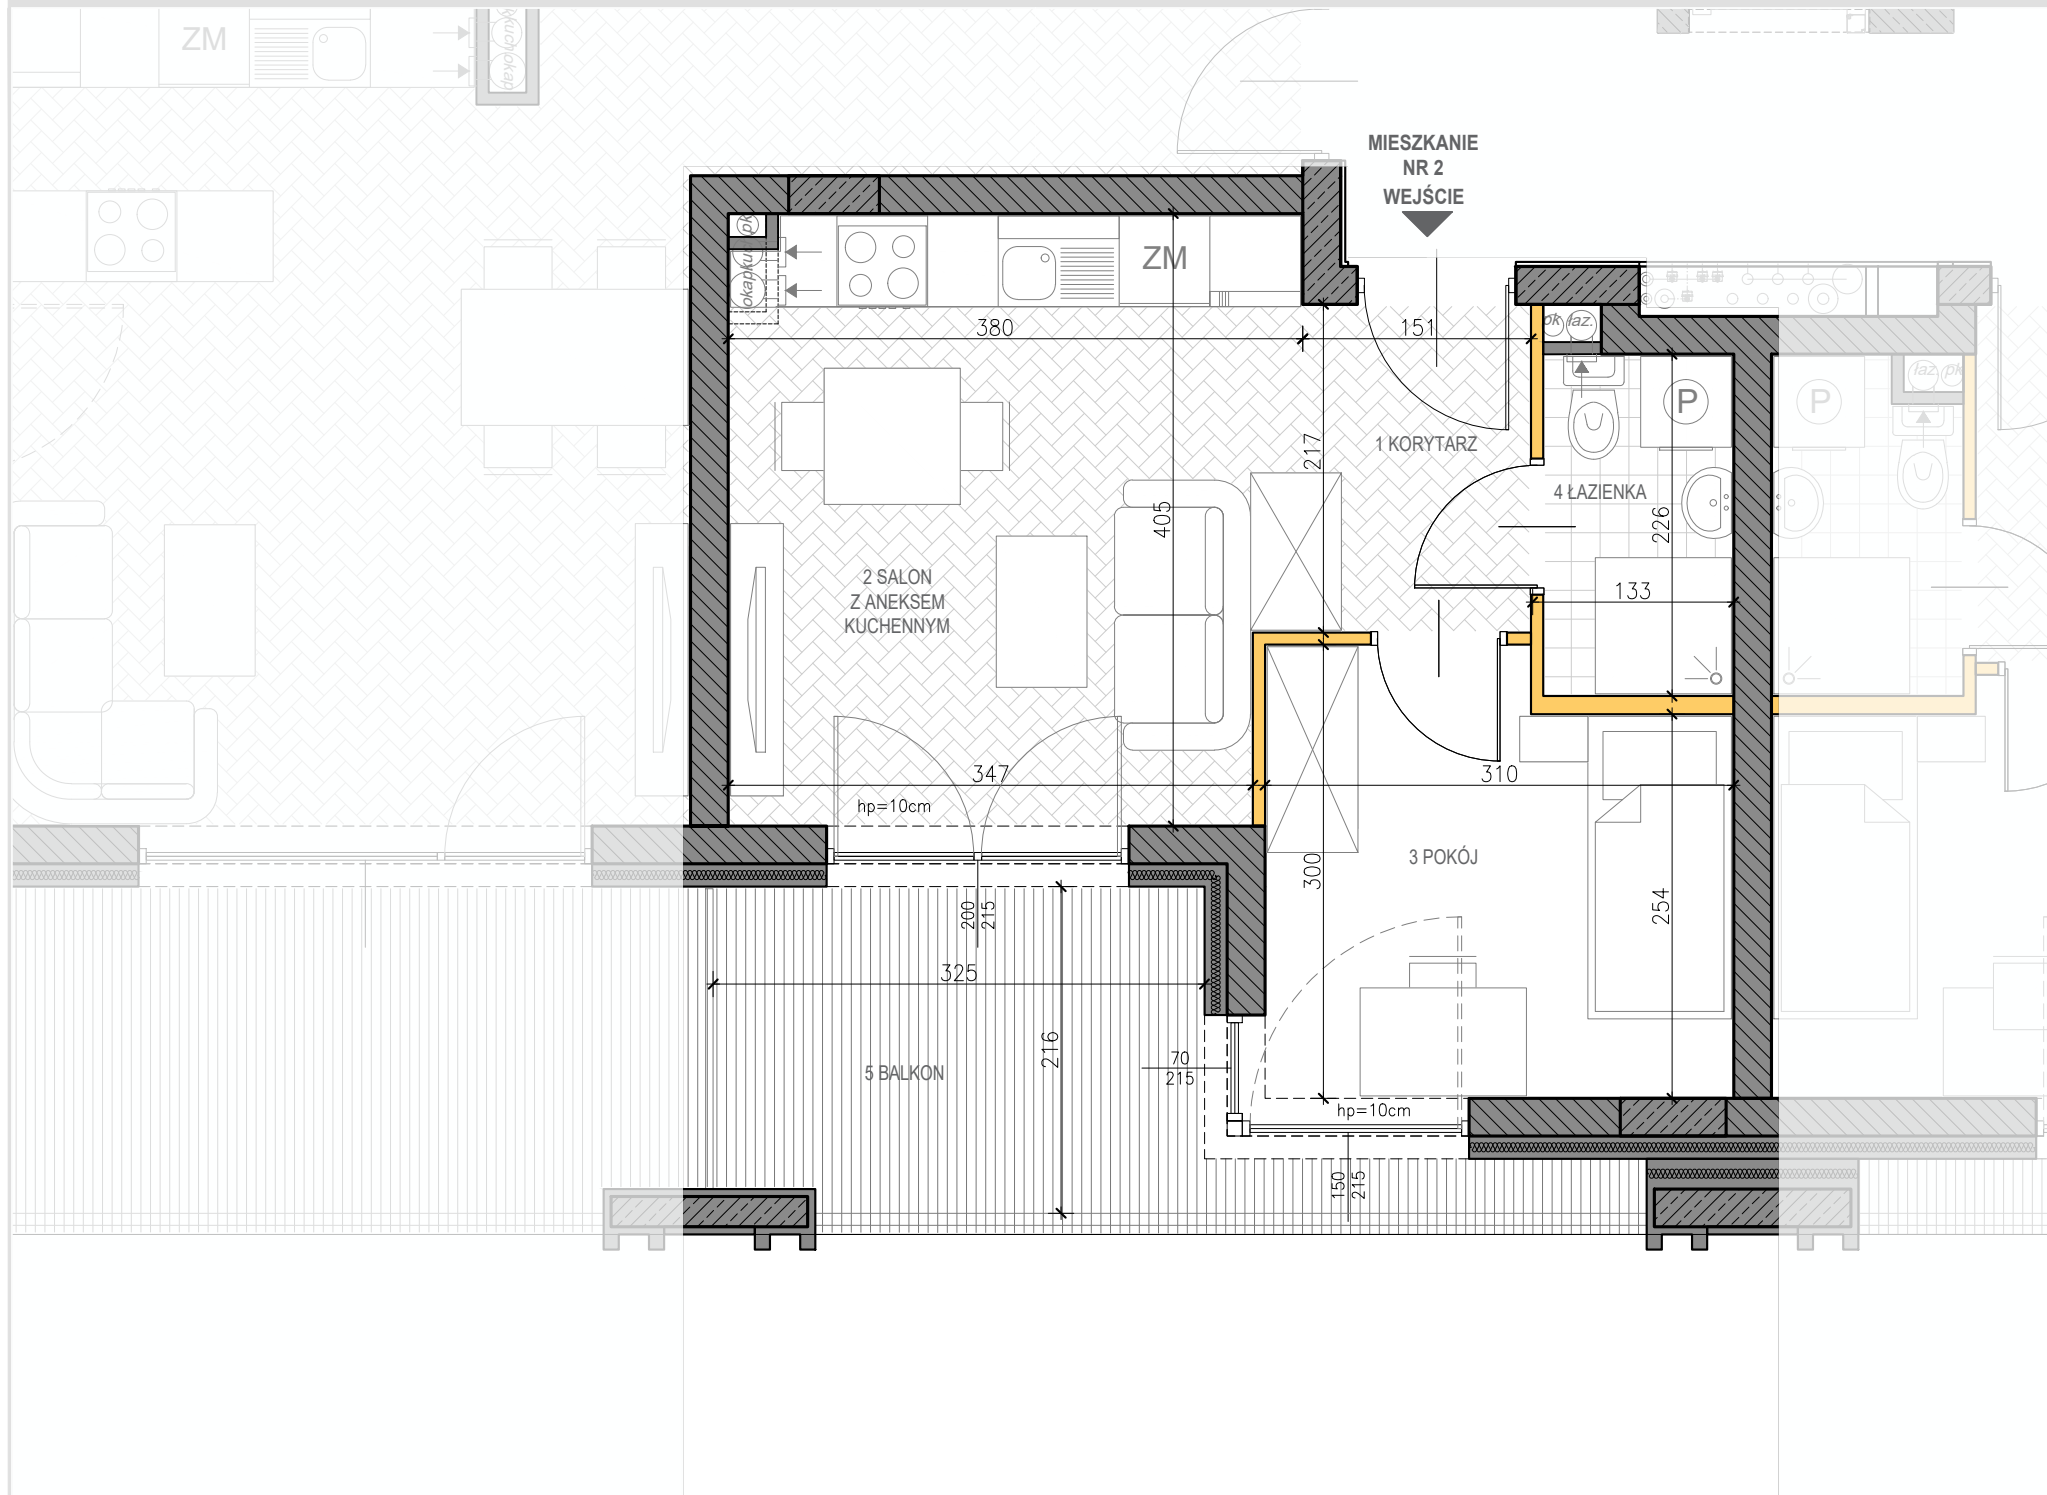 ZM
kuch
okap
MIESZKANIE
NR 2
WEJŚCIE
pk
kuch
okap
ZM
380
151
pk
łaz.
łaz.
pk
P
P
217
1 KORYTARZ
4 ŁAZIENKA
405
226
2 SALON
Z ANEKSEM
KUCHENNYM
133
347
310
hp=10cm
3 POKÓJ
300
254
200
215
325
216
70
215
5 BALKON
hp=10cm
150
215